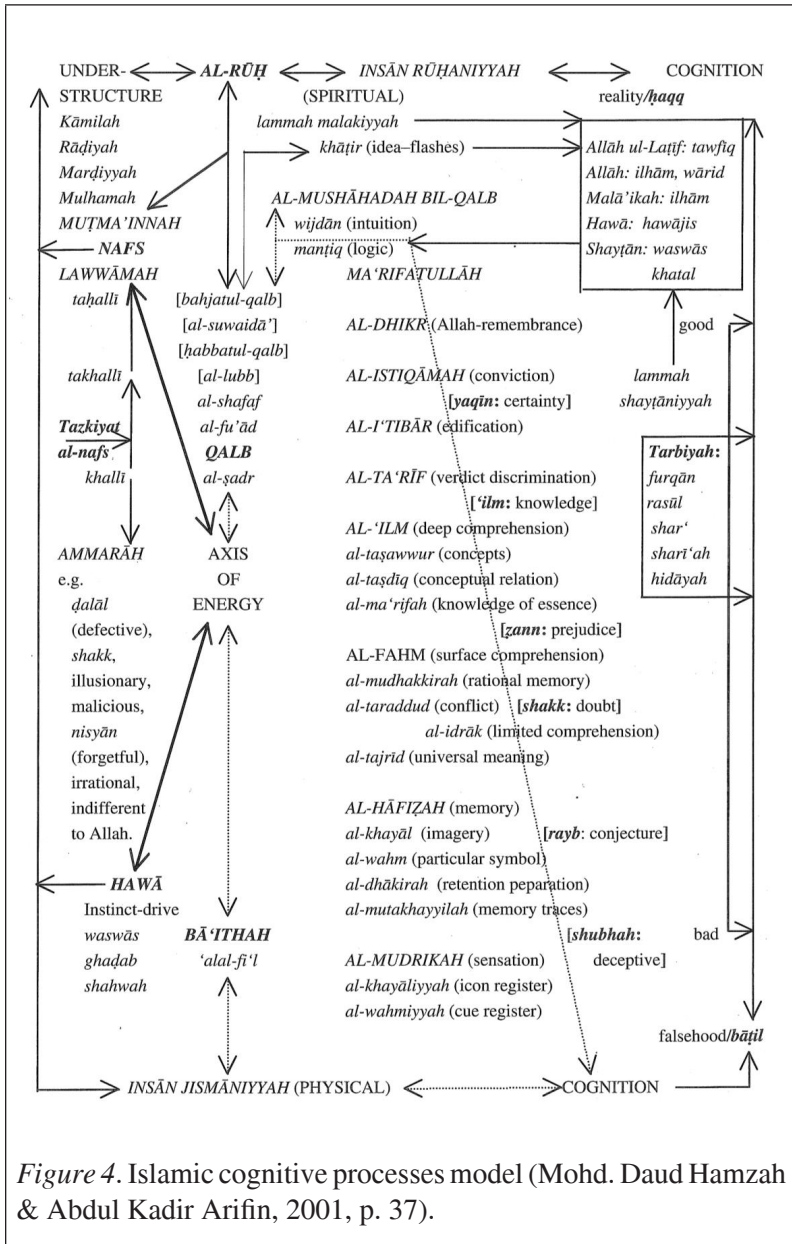 UNDER- AL-RŪḤ INSĀN RŪḤANIYYAH COGNITION
STRUCTURE (SPIRITUAL) reality/ḥaqq
Kāmilah lammah malakiyyah
Rāḍiyah khāṭir (idea–flashes) Allāh ul-Laṭīf: tawfiq
Marḍiyyah Allāh: ilhām, wārid
Mulhamah AL-MUSHĀHADAH BIL-QALB Malā’ikah: ilhām
MUṬMA’INNAH wijdān (intuition) Hawā: hawājis
NAFS manṭiq (logic) Shayṭān: waswās
LAWWĀMAH MA‘RIFATULLĀH khatal
taḥallī [bahjatul-qalb]
[al-suwaidā’] AL-DHIKR (Allah-remembrance) good
[ḥabbatul-qalb]
takhallī [al-lubb] AL-ISTIQĀMAH (conviction) lammah
al-shafaf [yaqīn: certainty] shayṭāniyyah
Tazkiyat al-fu’ād AL-I‘TIBĀR (edification)
al-nafs QALB Tarbiyah:
khallī al-ṣadr AL-TA‘RĪF (verdict discrimination) furqān
[‘ilm: knowledge] rasūl
AL-‘ILM (deep comprehension) shar‘
AMMARĀH AXIS al-taṣawwur (concepts) sharī‘ah
e.g. OF al-taṣdīq (conceptual relation) hidāyah
ḍalāl ENERGY al-ma‘rifah (knowledge of essence)
(defective), [ẓann: prejudice]
shakk, AL-FAHM (surface comprehension)
illusionary, al-mudhakkirah (rational memory)
malicious, al-taraddud (conflict) [shakk: doubt]
nisyān al-idrāk (limited comprehension)
(forgetful), al-tajrīd (universal meaning)
irrational,
indifferent AL-HĀFIẒAH (memory)
to Allah. al-khayāl (imagery) [rayb: conjecture]
al-wahm (particular symbol)
HAWĀ al-dhākirah (retention peparation)
Instinct-drive al-mutakhayyilah (memory traces)
waswās BĀ‘ITHAH [shubhah: bad
ghaḍab ‘alal-fi‘l AL-MUDRIKAH (sensation) deceptive]
shahwah al-khayāliyyah (icon register)
al-wahmiyyah (cue register)
falsehood/bāṭil
INSĀN JISMĀNIYYAH (PHYSICAL) COGNITION
Figure 4. Islamic cognitive processes model (Mohd. Daud Hamzah
& Abdul Kadir Arifin, 2001, p. 37).